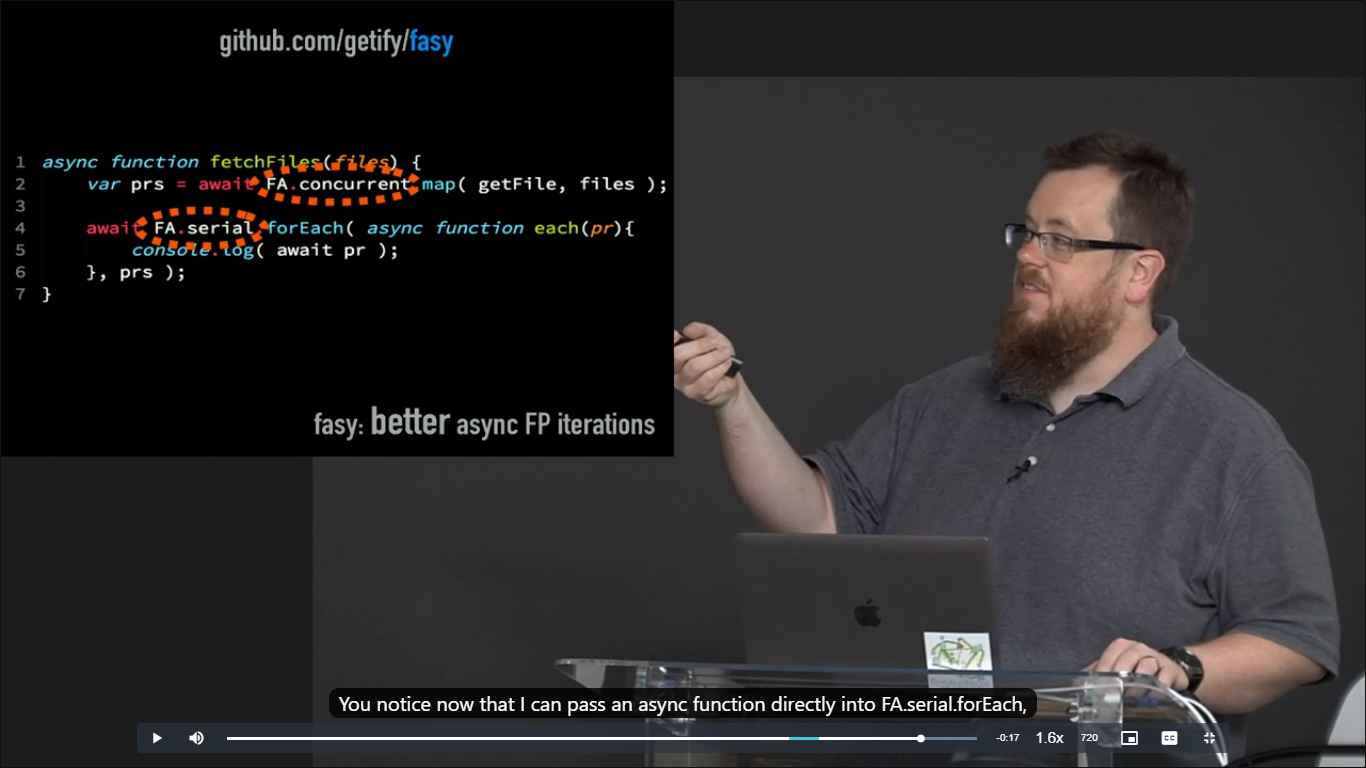 github.com/getify/fasy
1 async function fetchFiles(files) {
2 var prs = await FA.concurrent map( getFile, files );
3
4 await FA.serial forEach( async function each(pr){
5 console.log( await pr );
6 }, prs );
7 }
fasy: better async FP iterations
You notice now that I can pass an async function directly into FA.serial.forEach,
-0:17 1.6x 720 CC